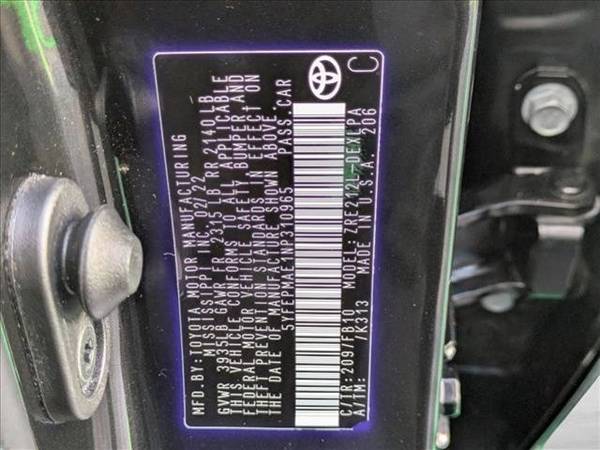 MFD.BY: TOYOTA MOTOR MANUFACTURING
MISSISSIPPI INC. 02/22
GVWR 3935LB GAWR FR 2315 LB RR 2140 LB
THIS VEHICLE CONFORMS TO ALL APPLICABLE
FEDERAL MOTOR VEHICLE SAFETY BUMPER AND
THEFT PREVENTION STANDARDS IN EFFECT ON
THE DATE OF MANUFACTURE SHOWN ABOVE.
5YFEPMAE1NP310965 PASS.CAR
C
C/TR: 209/FB30 MODEL: ZRE212L-DEXLPA
A/TM: /K313 MADE IN U.S.A. 206